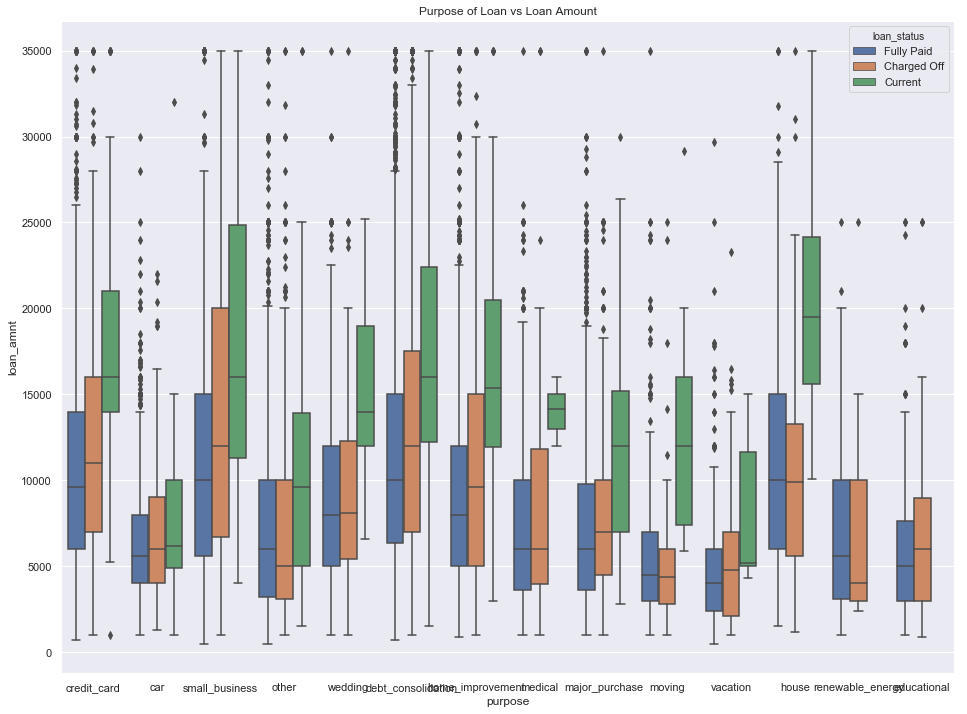 Purpose of Loan vs Loan Amount
loan_status
Fully Paid
Charged Off
Current
35000
30000
25000
20000
15000
10000
5000
0
loan_amnt
credit_card car small_business other wedding debt_consolidation home_improvement medical major_purchase moving vacation house renewable_energy educational
purpose